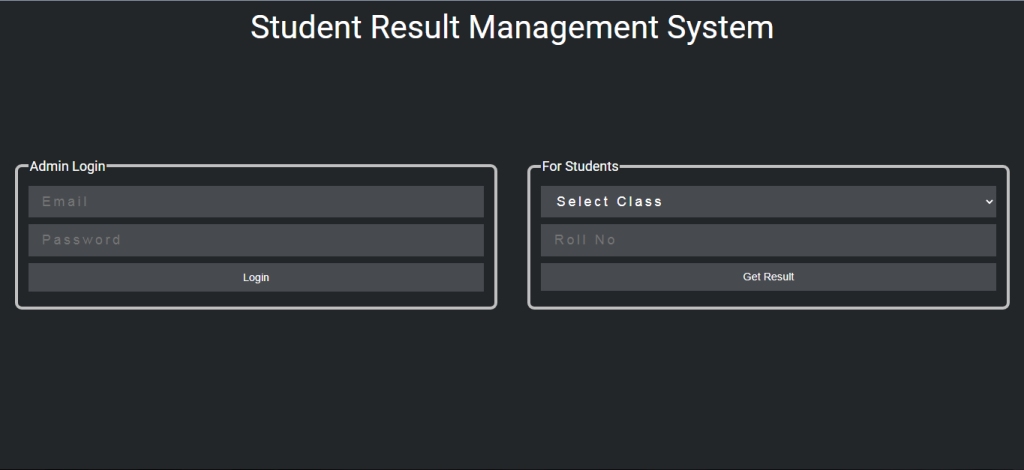 Student Result Management System
Admin Login
Email
Password
Login
For Students
Select Class
Roll No
Get Result